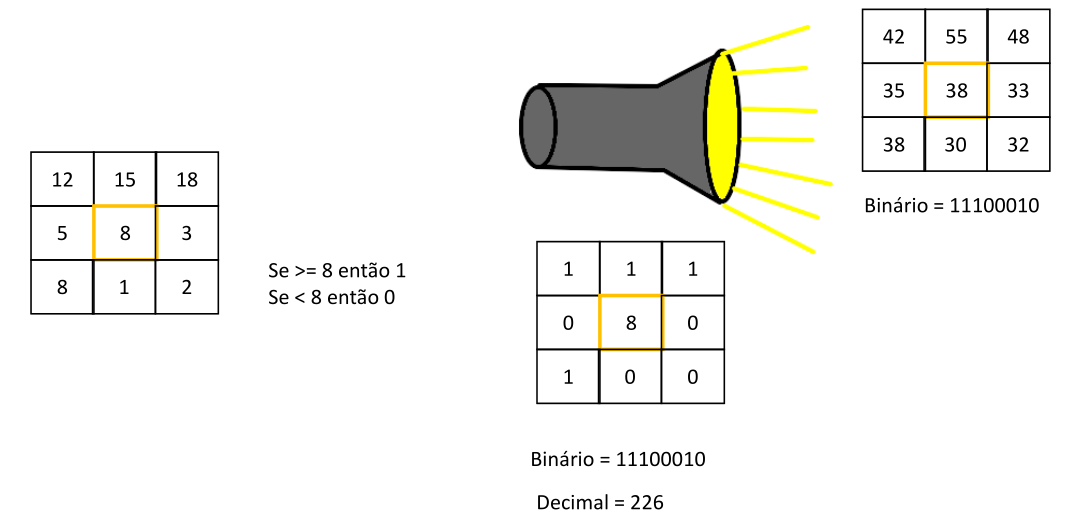 12 15 18
5 8 3
8 1 2
Se >= 8 então 1
Se < 8 então 0
1 1 1
0 8 0
1 0 0
Binário = 11100010
Decimal = 226
42 55 48
35 38 33
38 30 32
Binário = 11100010